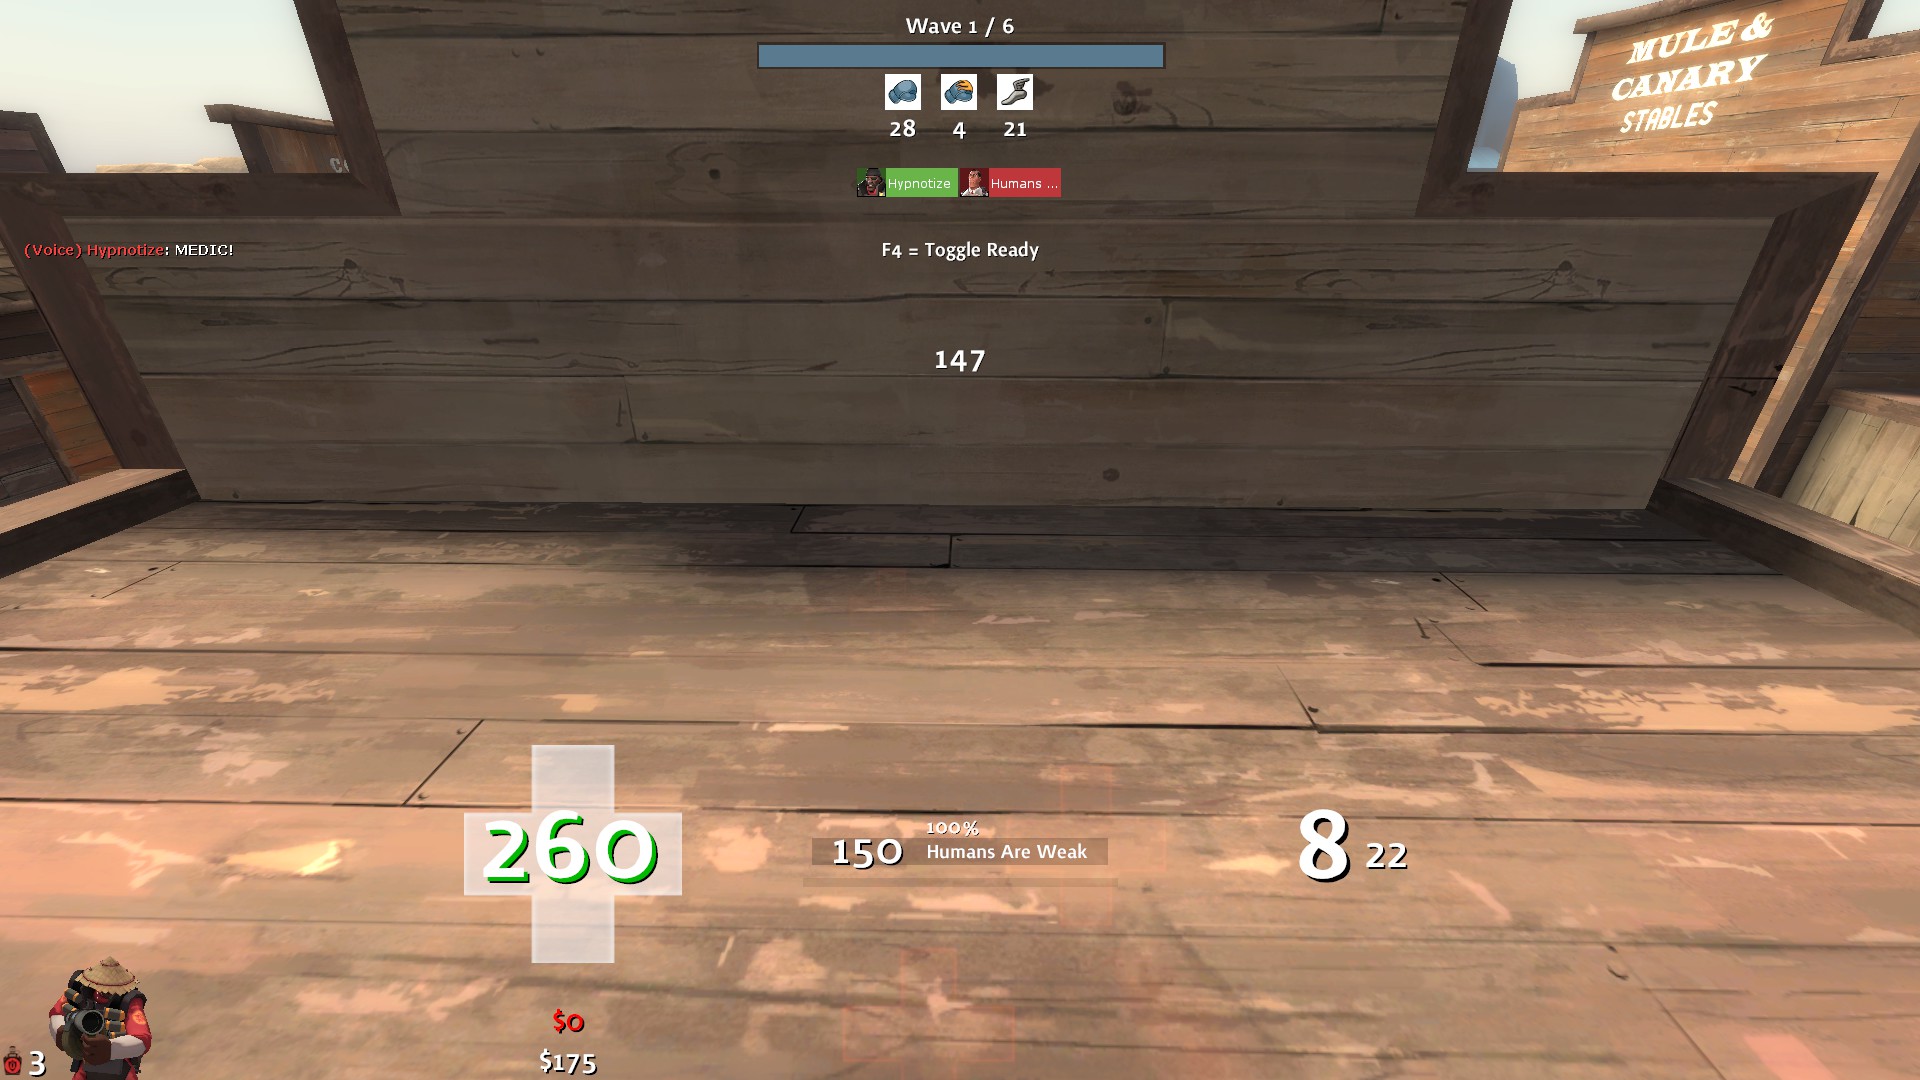 Wave 1 / 6
28 4 21
MULE &
CANARY
STABLES
Hypnotize Humans ...
(Voice) Hypnotize: MEDIC!
F4 = Toggle Ready
147
260
100%
150 Humans Are Weak
8 22
$0
$175
3